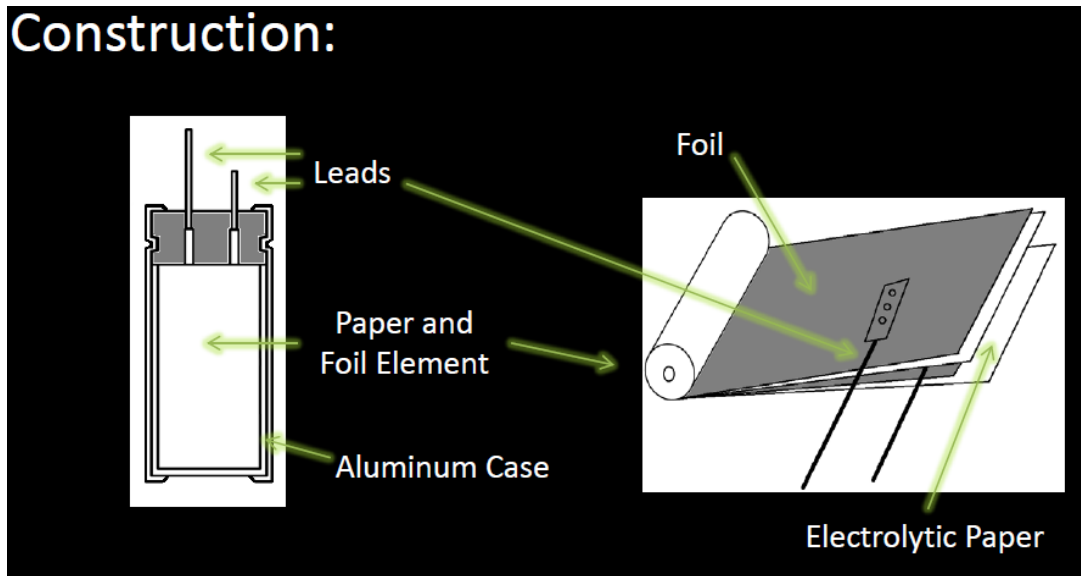 Construction:
Foil
Leads
Paper and
Foil Element
Aluminum Case
Electrolytic Paper